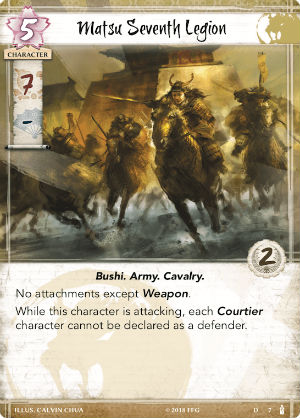 5
Matsu Seventh Legion
CHARACTER
7
-
2
Bushi. Army. Cavalry.
No attachments except Weapon.
While this character is attacking, each Courtier
character cannot be declared as a defender.
ILLUS. CALVIN CHUA
©2018 FFG
D 7